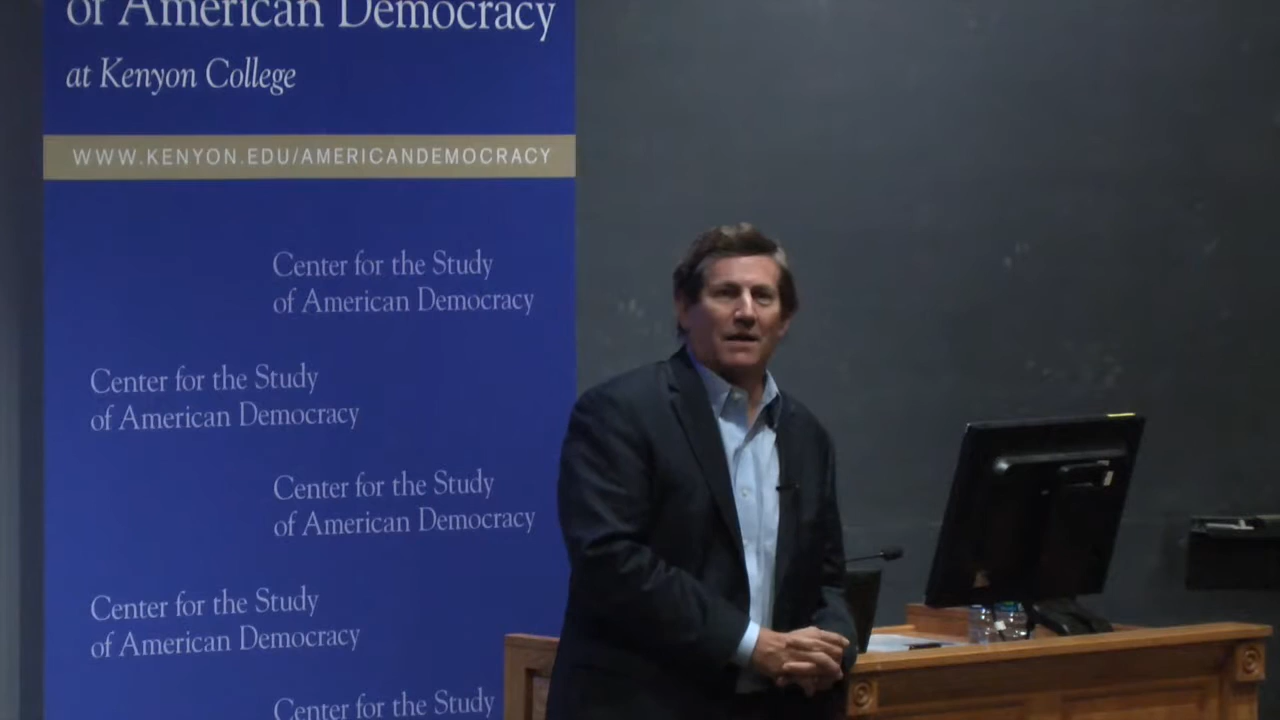 of American Democracy
at Kenyon College
WWW.KENYON.EDU/AMERICANDEMOCRACY
Center for the Study
of American Democracy
Center for the Study
of American Democracy
Center for the Study
of American Democracy
Center for the Study
of American Democracy
Center for the Study